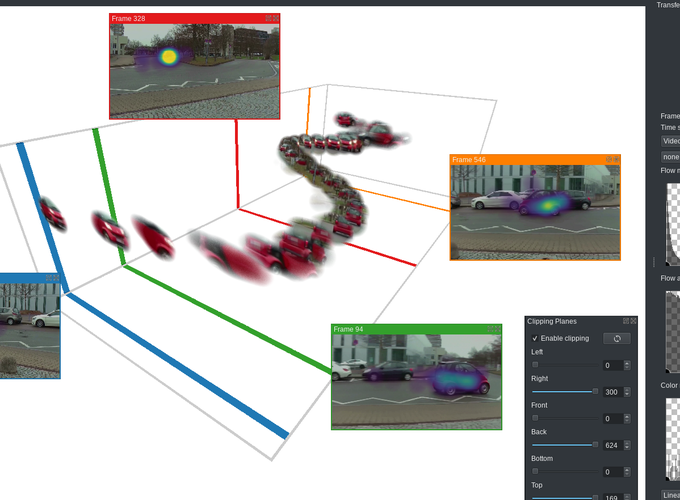 Frame 328
Frame 546
Frame 94
Clipping Planes
Enable clipping
Left
0
Right
300
Front
0
Back
624
Bottom
0
Top
169
Frame
Time s
Video
none
Flow m
Flow a
Color
Linea